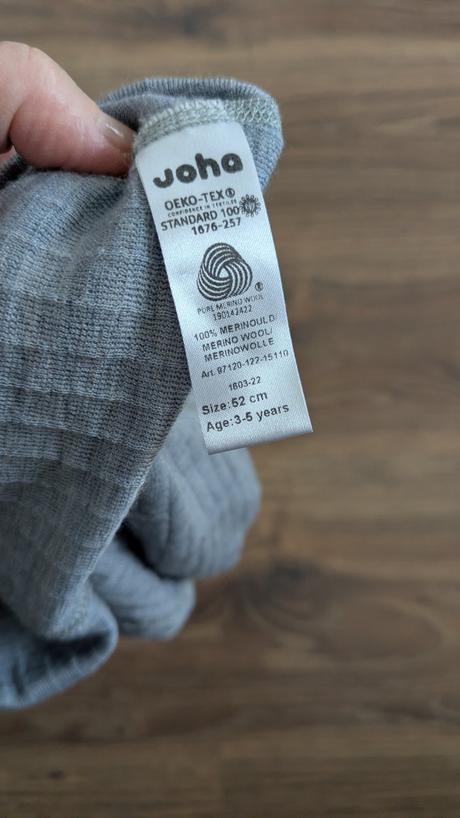 Joha
OEKO-TEX®
CONFIDENCE IN TEXTILES
STANDARD 100
1676-257
®
PURE MERINO WOOL
190142422
100% MERINOULD/
MERINO WOOL/
MERINOWOLLE
Art. 97120-122-15110
1603-22
Size: 52 cm
Age: 3-5 years